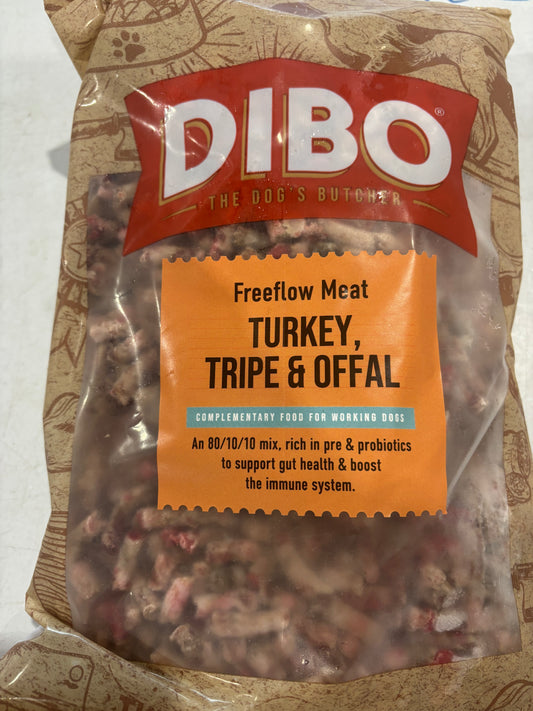 DIBO®
THE DOG'S BUTCHER
Freeflow Meat
TURKEY,
TRIPE & OFFAL
COMPLEMENTARY FOOD FOR WORKING DOGS
An 80/10/10 mix, rich in pre & probiotics
to support gut health & boost
the immune system.